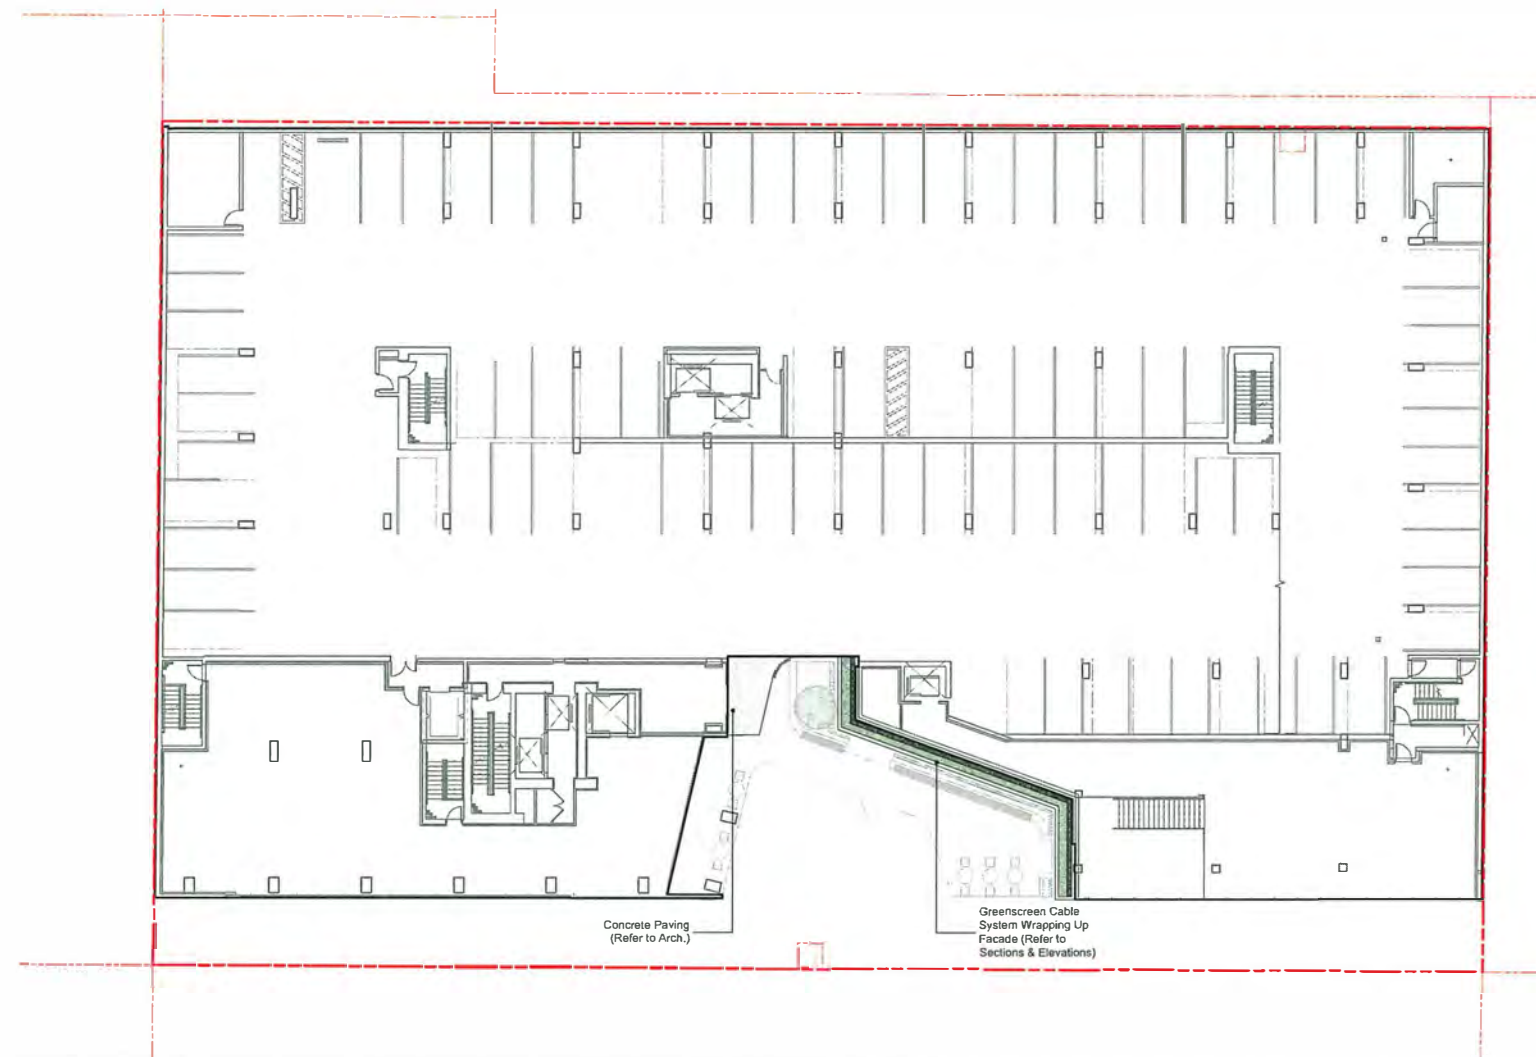 Concrete Paving
(Refer to Arch.)
Greenscreen Cable
System Wrapping Up
Facade (Refer to
Sections & Elevations)